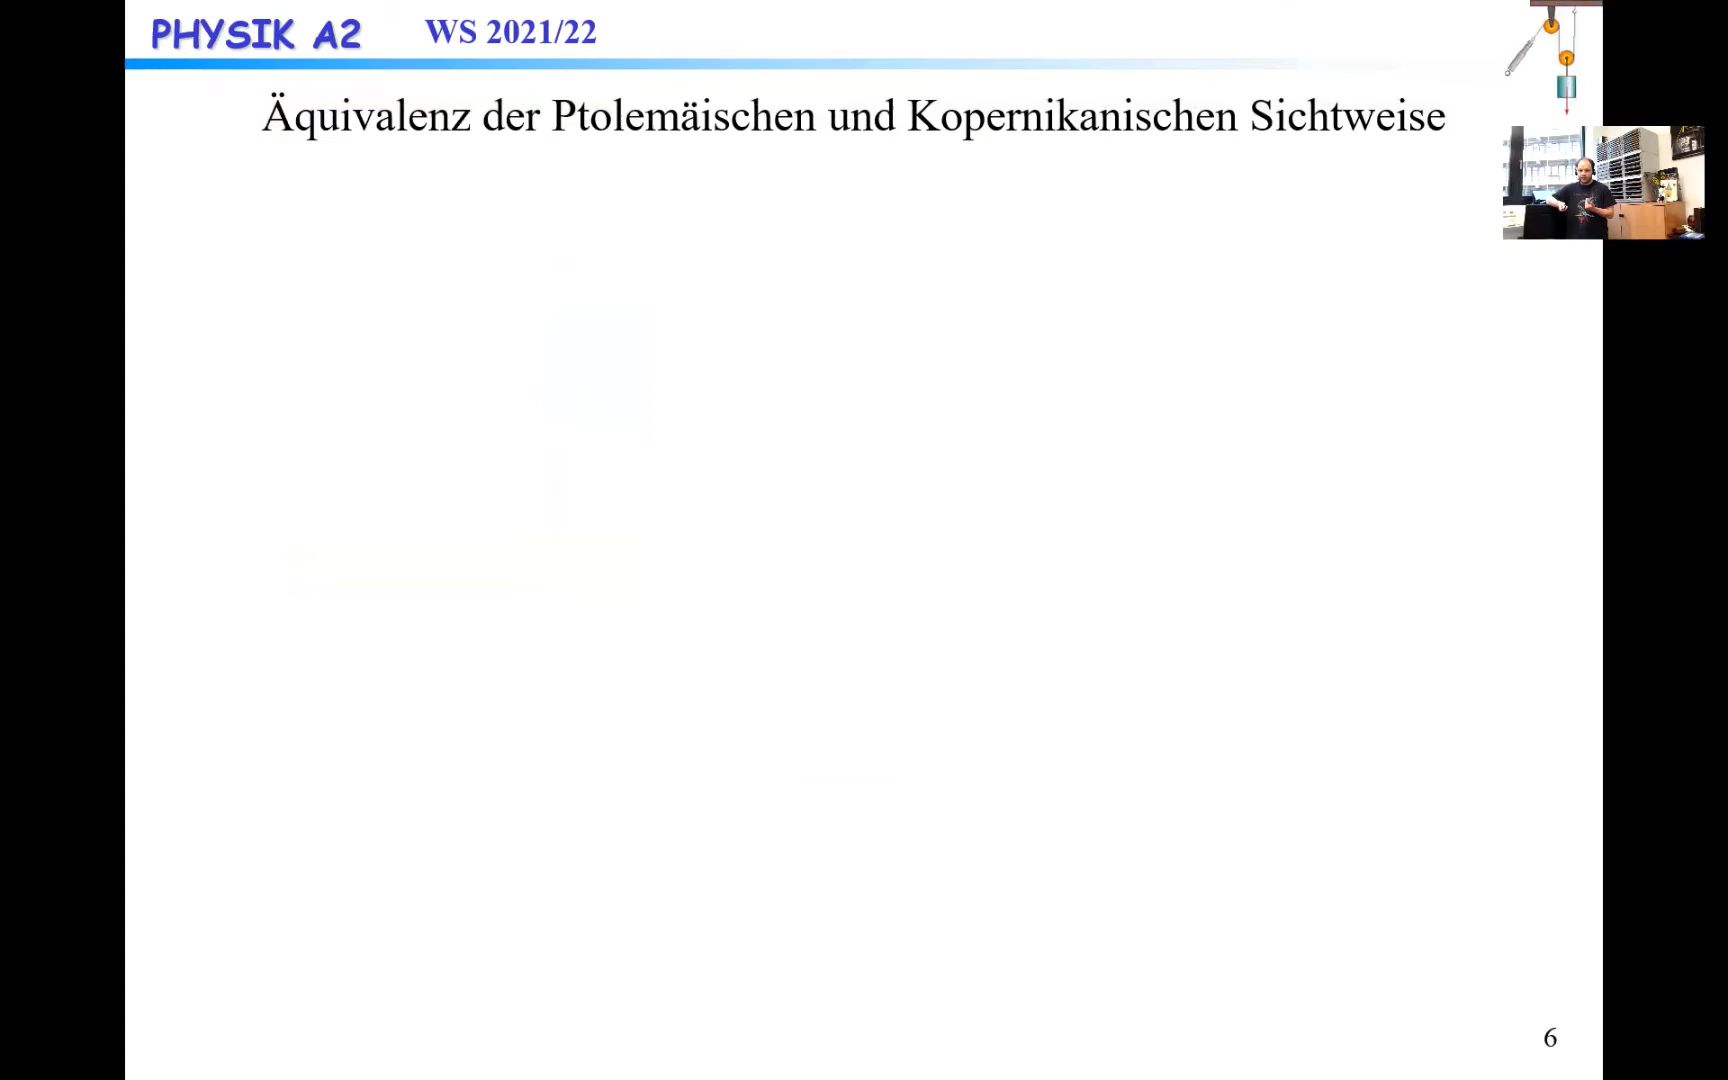 PHYSIK A2 WS 2021/22
Äquivalenz der Ptolemäischen und Kopernikanischen Sichtweise
6